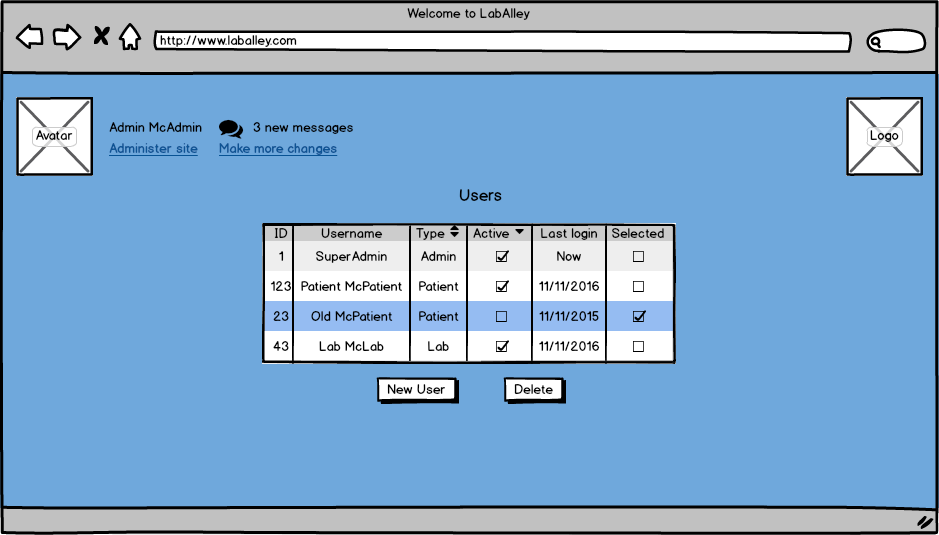 Welcome to LabAlley
http://www.laballey.com
Avatar
Admin McAdmin 3 new messages
Administer site Make more changes
Logo
Users
ID Username Type Active Last login Selected
1 SuperAdmin Admin Now
123 Patient McPatient Patient 11/11/2016
23 Old McPatient Patient 11/11/2015
43 Lab McLab Lab 11/11/2016
New User Delete